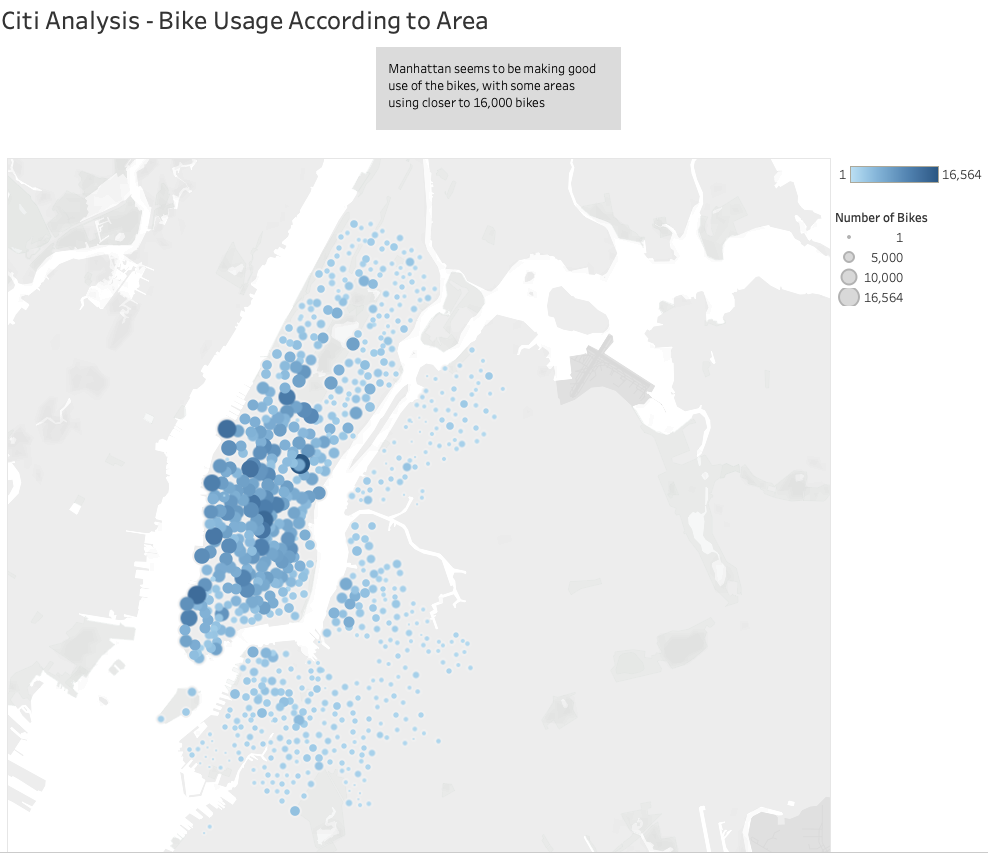 Citi Analysis - Bike Usage According to Area
Manhattan seems to be making good
use of the bikes, with some areas
using closer to 16,000 bikes
1 16,564
Number of Bikes
1
5,000
10,000
16,564